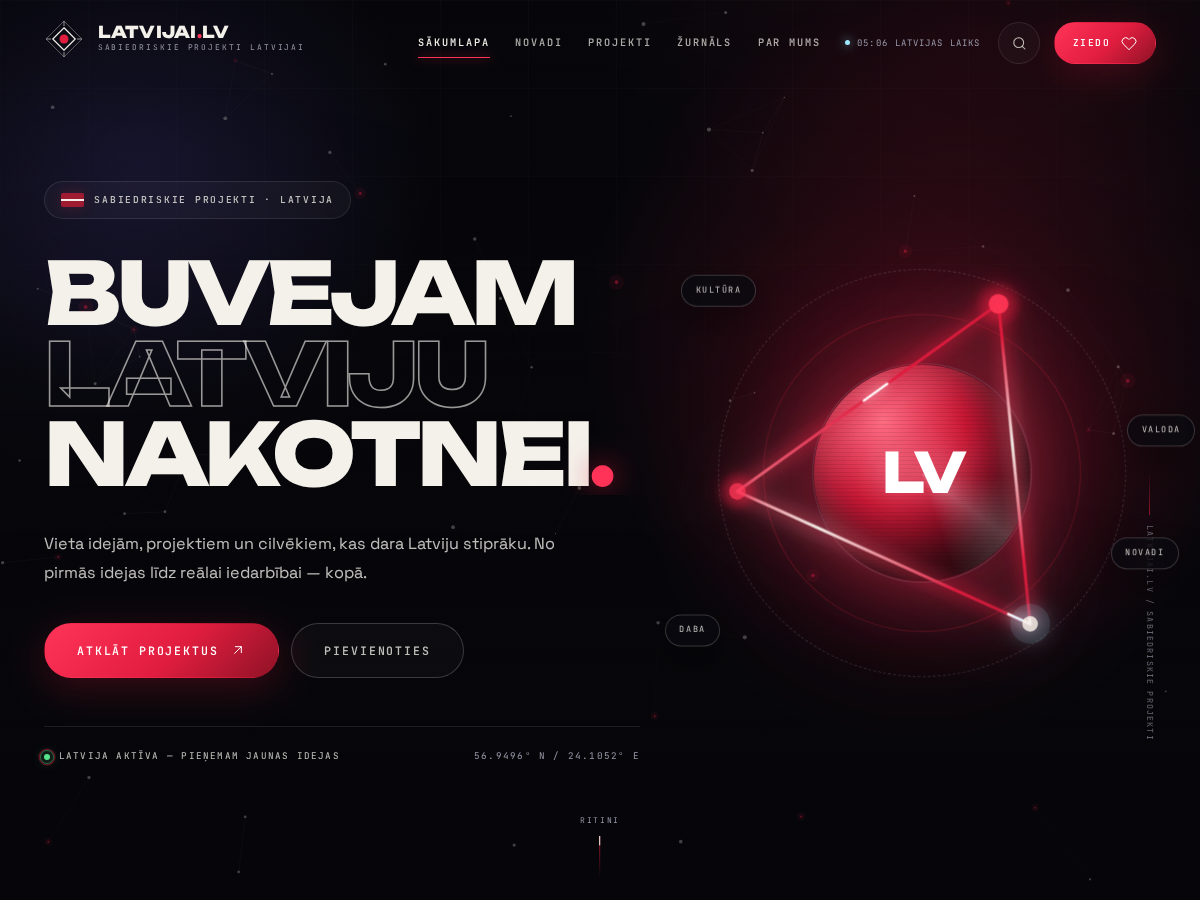 LATVIJAI.LV
SABIEDRISKIE PROJEKTI LATVIJAI
SĀKUMLAPA NOVADI PROJEKTI ŽURNĀLS PAR MUMS
05:06 LATVIJAS LAIKS
ZIEDO
SABIEDRISKIE PROJEKTI · LATVIJA
BUVEJAM
LATVIJU
NAKOTNEI.
Vieta idejām, projektiem un cilvēkiem, kas dara Latviju stiprāku. No
pirmās idejas līdz reālai iedarbībai — kopā.
ATKLĀT PROJEKTUS
PIEVIENOTIES
LATVIJA AKTĪVA — PIEŅEMAM JAUNAS IDEJAS
56.9496° N / 24.1052° E
KULTŪRA
VALODA
LV
NOVADI
DABA
/ SABIEDRISKIE PROJEKTI
RITINI